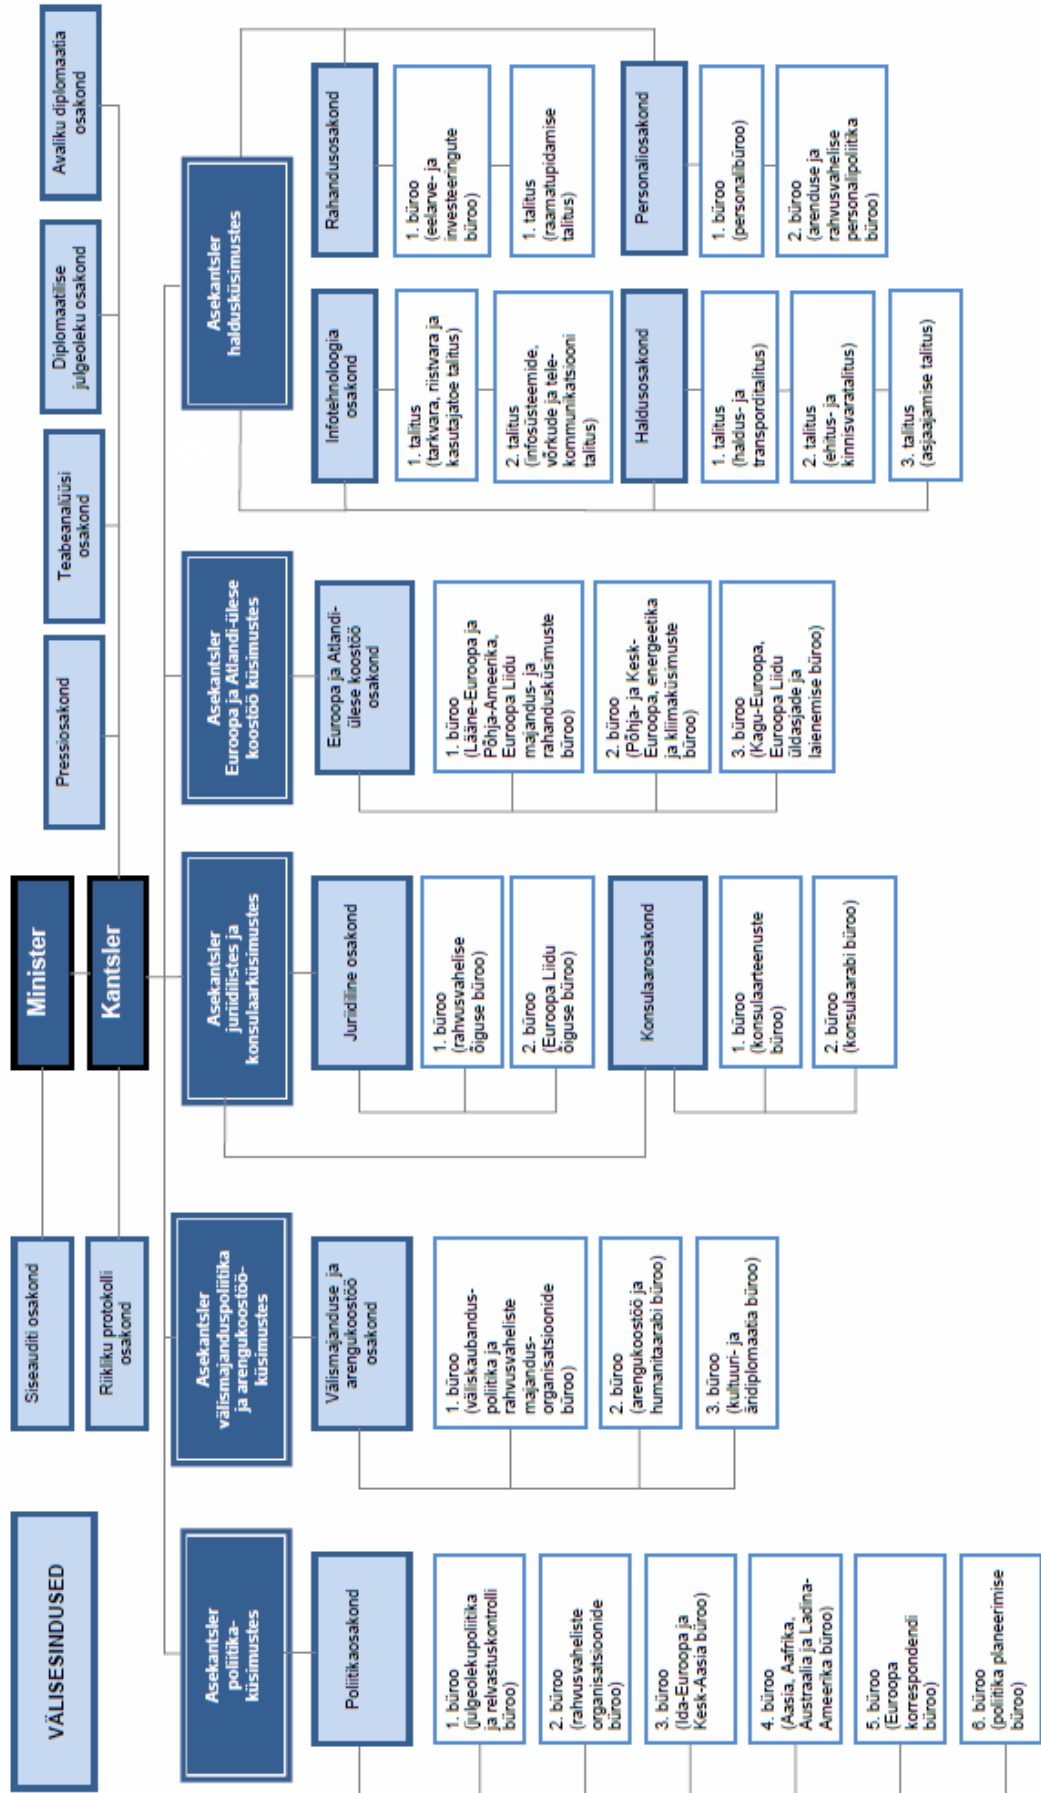 VÄLISESINDUSED
Siseauditi osakond
Riikliku protokolli
osakond
Minister
Kantsler
Pressiosakond
Teabeanalüüsi
osakond
Diplomaatilise
julgeoleku osakond
Avaliku diplomaatia
osakond
Asekantsler
poliitika-
küsimustes
Poliitikaosakond
1. büroo
(julgeolekupoliitika
ja relvastuskontrolli
büroo)
2. büroo
(rahvusvaheliste
organisatsioonide
büroo)
3. büroo
(Ida-Euroopa ja
Kesk-Aasia büroo)
4. büroo
(Aasia, Aafrika,
Austraalia ja Ladina-
Ameerika büroo)
5. büroo
(Euroopa
korrespondendi
büroo)
6. büroo
(poliitika planeerimise
büroo)
Asekantsler
välismajanduspoliitika
ja arengukoostöö-
küsimustes
Välismajanduse ja
arengukoostöö
osakond
1. büroo
(väliskaubandus-
poliitika ja
rahvusvaheliste
majandus-
organisatsioonide
büroo)
2. büroo
(arengukoostöö ja
humanitaarabi büroo)
3. büroo
(kultuuri- ja
äridiplomaatia büroo)
Asekantsler
juriidilistes ja
konsulaarküsimustes
Juriidiline osakond
1. büroo
(rahvusvahelise
õiguse büroo)
2. büroo
(Euroopa Liidu
õiguse büroo)
Konsulaarosakond
1. büroo
(konsulaarteenuste
büroo)
2. büroo
(konsulaarabi büroo)
Asekantsler
Euroopa ja Atlandi-ülese
koostöö küsimustes
Euroopa ja Atlandi-
ülese koostöö
osakond
1. büroo
(Lääne-Euroopa ja
Põhja-Ameerika,
Euroopa Liidu
majandus- ja
rahandusküsimuste
büroo)
2. büroo
(Põhja- ja Kesk-
Euroopa, energeetika
ja kliimaküsimuste
büroo)
3. büroo
(Kagu-Euroopa,
Euroopa Liidu
üldasjade ja
laienemise büroo)
Asekantsler
haldusküsimustes
Infotehnoloogia
osakond
1. talitus
(tarkvara, riistvara ja
kasutajatoe talitus)
2. talitus
(infosüsteemide,
võrkude ja tele-
kommunikatsiooni
talitus)
Haldusosakond
1. talitus
(haldus- ja
transporditalitus)
2. talitus
(ehitus- ja
kinnisvaratalitus)
3. talitus
(asjaajamise talitus)
Rahandusosakond
1. büroo
(eelarve- ja
investeeringute
büroo)
1. talitus
(raamatupidamise
talitus)
Personaliosakond
1. büroo
(personalibüroo)
2. büroo
(arenduse ja
rahvusvahelise
personalipoliitika
büroo)